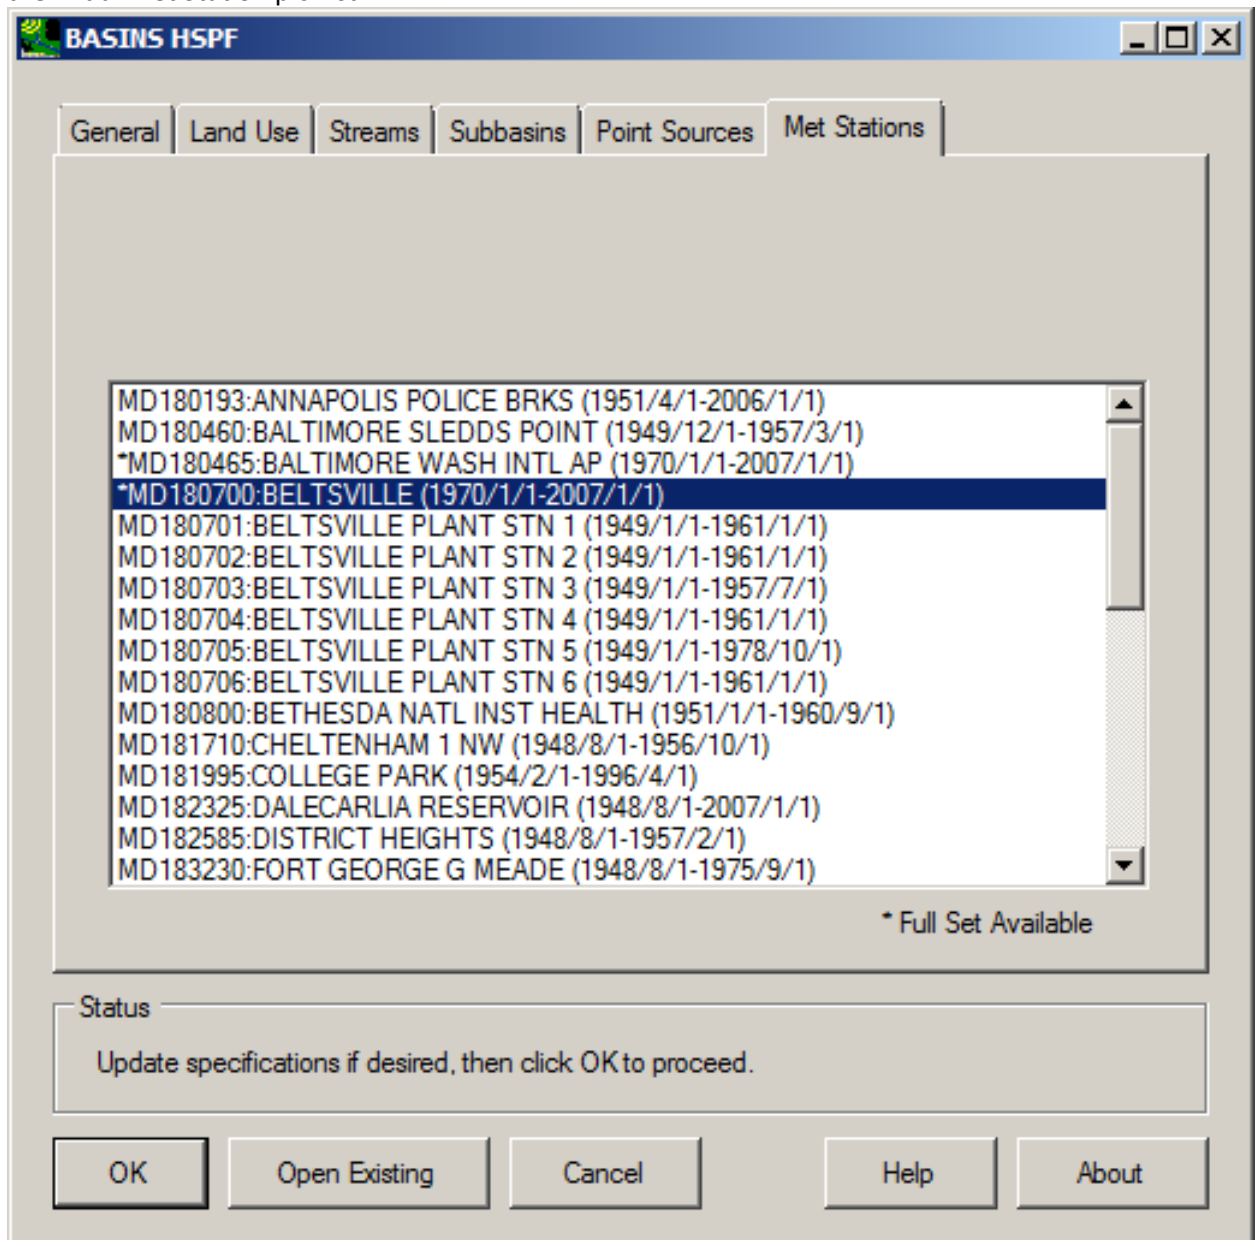 BASINS HSPF
General Land Use Streams Subbasins Point Sources Met Stations
MD180193:ANNAPOLIS POLICE BRKS (1951/4/1-2006/1/1)
MD180460:BALTIMORE SLEDDS POINT (1949/12/1-1957/3/1)
*MD180465:BALTIMORE WASH INTL AP (1970/1/1-2007/1/1)
*MD180700:BELTSVILLE (1970/1/1-2007/1/1)
MD180701:BELTSVILLE PLANT STN 1 (1949/1/1-1961/1/1)
MD180702:BELTSVILLE PLANT STN 2 (1949/1/1-1961/1/1)
MD180703:BELTSVILLE PLANT STN 3 (1949/1/1-1957/7/1)
MD180704:BELTSVILLE PLANT STN 4 (1949/1/1-1961/1/1)
MD180705:BELTSVILLE PLANT STN 5 (1949/1/1-1978/10/1)
MD180706:BELTSVILLE PLANT STN 6 (1949/1/1-1961/1/1)
MD180800:BETHESDA NATL INST HEALTH (1951/1/1-1960/9/1)
MD181710:CHELTENHAM 1 NW (1948/8/1-1956/10/1)
MD181995:COLLEGE PARK (1954/2/1-1996/4/1)
MD182325:DALECARLIA RESERVOIR (1948/8/1-2007/1/1)
MD182585:DISTRICT HEIGHTS (1948/8/1-1957/2/1)
MD183230:FORT GEORGE G MEADE (1948/8/1-1975/9/1)
* Full Set Available
Status
Update specifications if desired, then click OK to proceed.
OK Open Existing Cancel Help About